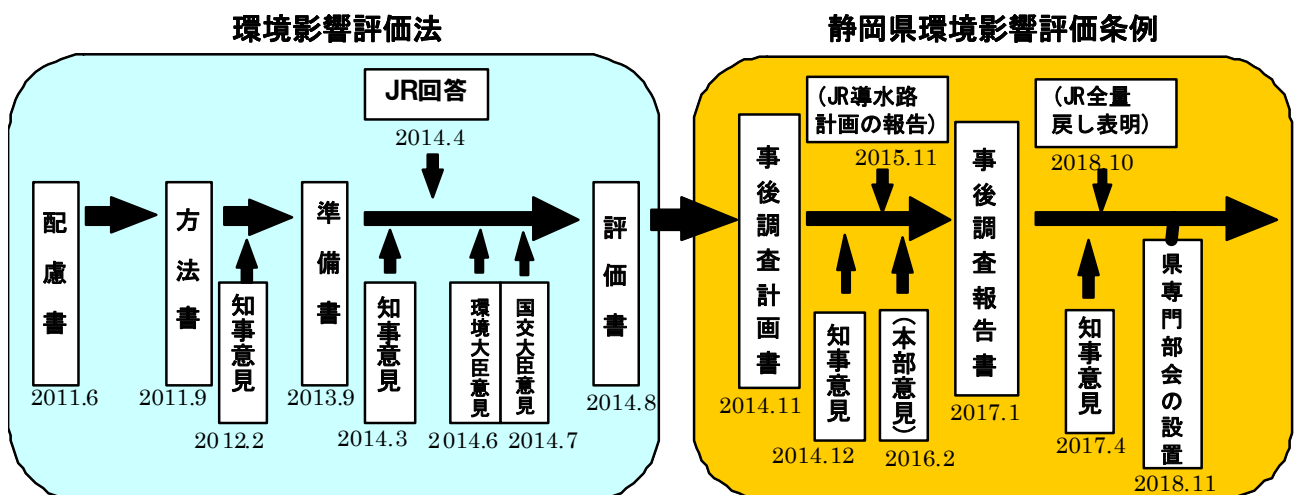 環境影響評価法
JR回答
2014.4
配慮書
2011.6
方法書
2011.9
知事意見
2012.2
準備書
2013.9
知事意見
2014.3
環境大臣意見
2014.6
国交大臣意見
2014.7
評価書
2014.8
静岡県環境影響評価条例
事後調査計画書
2014.11
(JR導水路
計画の報告)
2015.11
知事意見
2014.12
(本部意見)
2016.2
事後調査報告書
2017.1
(JR全量
戻し表明)
2018.10
知事意見
2017.4
県専門部会の設置
2018.11